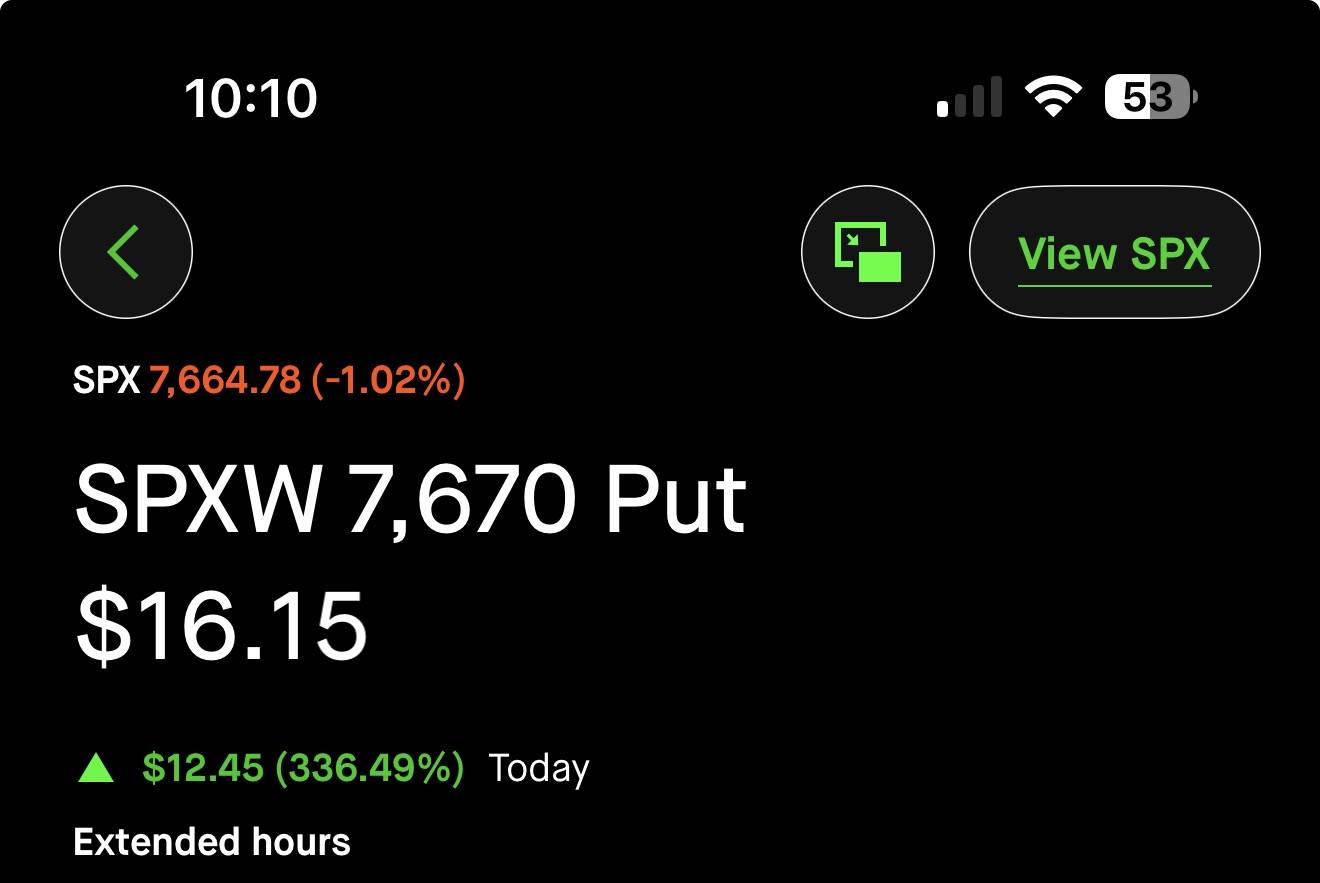 10:10 53
View SPX
SPX 7,664.78 (-1.02%)
SPXW 7,670 Put
$16.15
▲ $12.45 (336.49%) Today
Extended hours